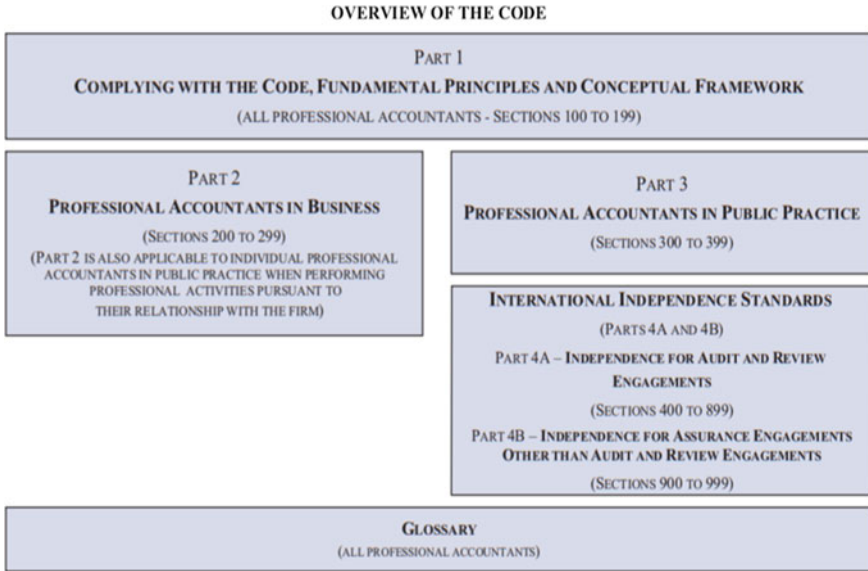 OVERVIEW OF THE CODE
PART 1
COMPLYING WITH THE CODE, FUNDAMENTAL PRINCIPLES AND CONCEPTUAL FRAMEWORK
(ALL PROFESSIONAL ACCOUNTANTS - SECTIONS 100 TO 199)
PART 2
PROFESSIONAL ACCOUNTANTS IN BUSINESS
(SECTIONS 200 TO 299)
(PART 2 IS ALSO APPLICABLE TO INDIVIDUAL PROFESSIONAL
ACCOUNTANTS IN PUBLIC PRACTICE WHEN PERFORMING
PROFESSIONAL ACTIVITIES PURSUANT TO
THEIR RELATIONSHIP WITH THE FIRM)
PART 3
PROFESSIONAL ACCOUNTANTS IN PUBLIC PRACTICE
(SECTIONS 300 TO 399)
INTERNATIONAL INDEPENDENCE STANDARDS
(PARTS 4A AND 4B)
PART 4A – INDEPENDENCE FOR AUDIT AND REVIEW
ENGAGEMENTS
(SECTIONS 400 TO 899)
PART 4B – INDEPENDENCE FOR ASSURANCE ENGAGEMENTS
OTHER THAN AUDIT AND REVIEW ENGAGEMENTS
(SECTIONS 900 TO 999)
GLOSSARY
(ALL PROFESSIONAL ACCOUNTANTS)